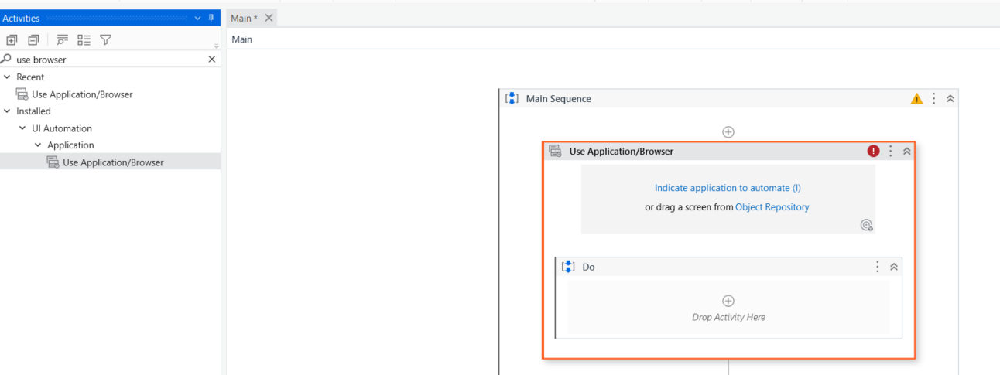 Activities
Main *
Main
use browser
Recent
Use Application/Browser
Installed
UI Automation
Application
Use Application/Browser
Main Sequence
Use Application/Browser
Indicate application to automate (I)
or drag a screen from Object Repository
Do
Drop Activity Here